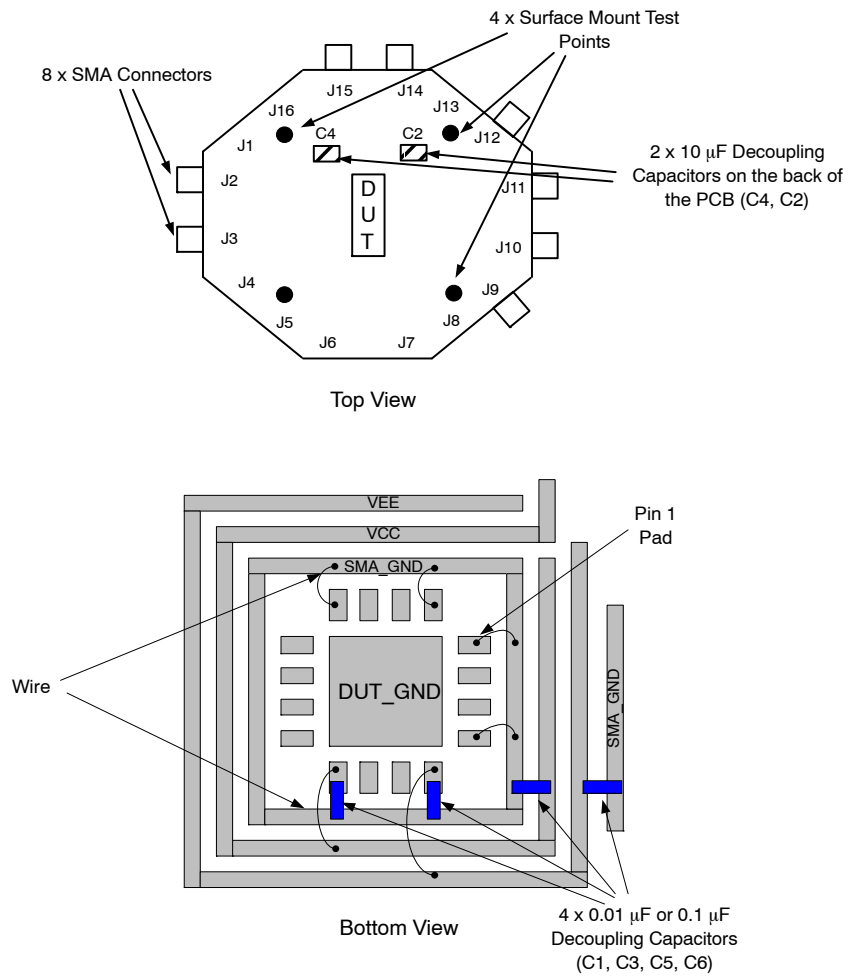 4 x Surface Mount Test
Points
8 x SMA Connectors
J15
J14
J16
J13
J1
C4
C2
J12
2 x 10 μF Decoupling
Capacitors on the back of
the PCB (C4, C2)
J2
D
U
T
J11
J3
J10
J4
J9
J5
J8
J6
J7
Top View
VEE
Pin 1
Pad
VCC
SMA_GND
Wire
DUT_GND
SMA_GND
Bottom View
4 x 0.01 μF or 0.1 μF
Decoupling Capacitors
(C1, C3, C5, C6)